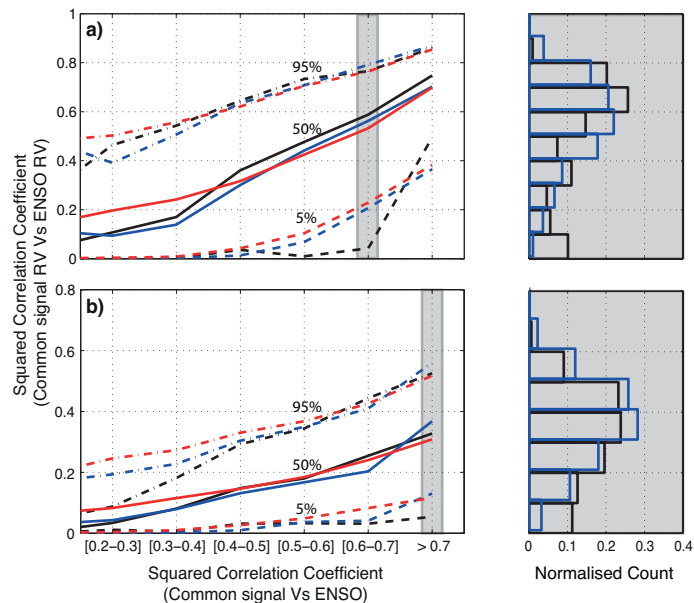 a)
95%
50%
5%
1
0.8
0.6
0.4
0.2
0
b)
95%
50%
5%
0.8
0.6
0.4
0.2
0
Squared Correlation Coefficient
(Common signal RV Vs ENSO RV)
[0.2–0.3] [0.3–0.4] [0.4–0.5] [0.5–0.6] [0.6–0.7] > 0.7
Squared Correlation Coefficient
(Common signal Vs ENSO)
0 0.1 0.2 0.3 0.4
Normalised Count